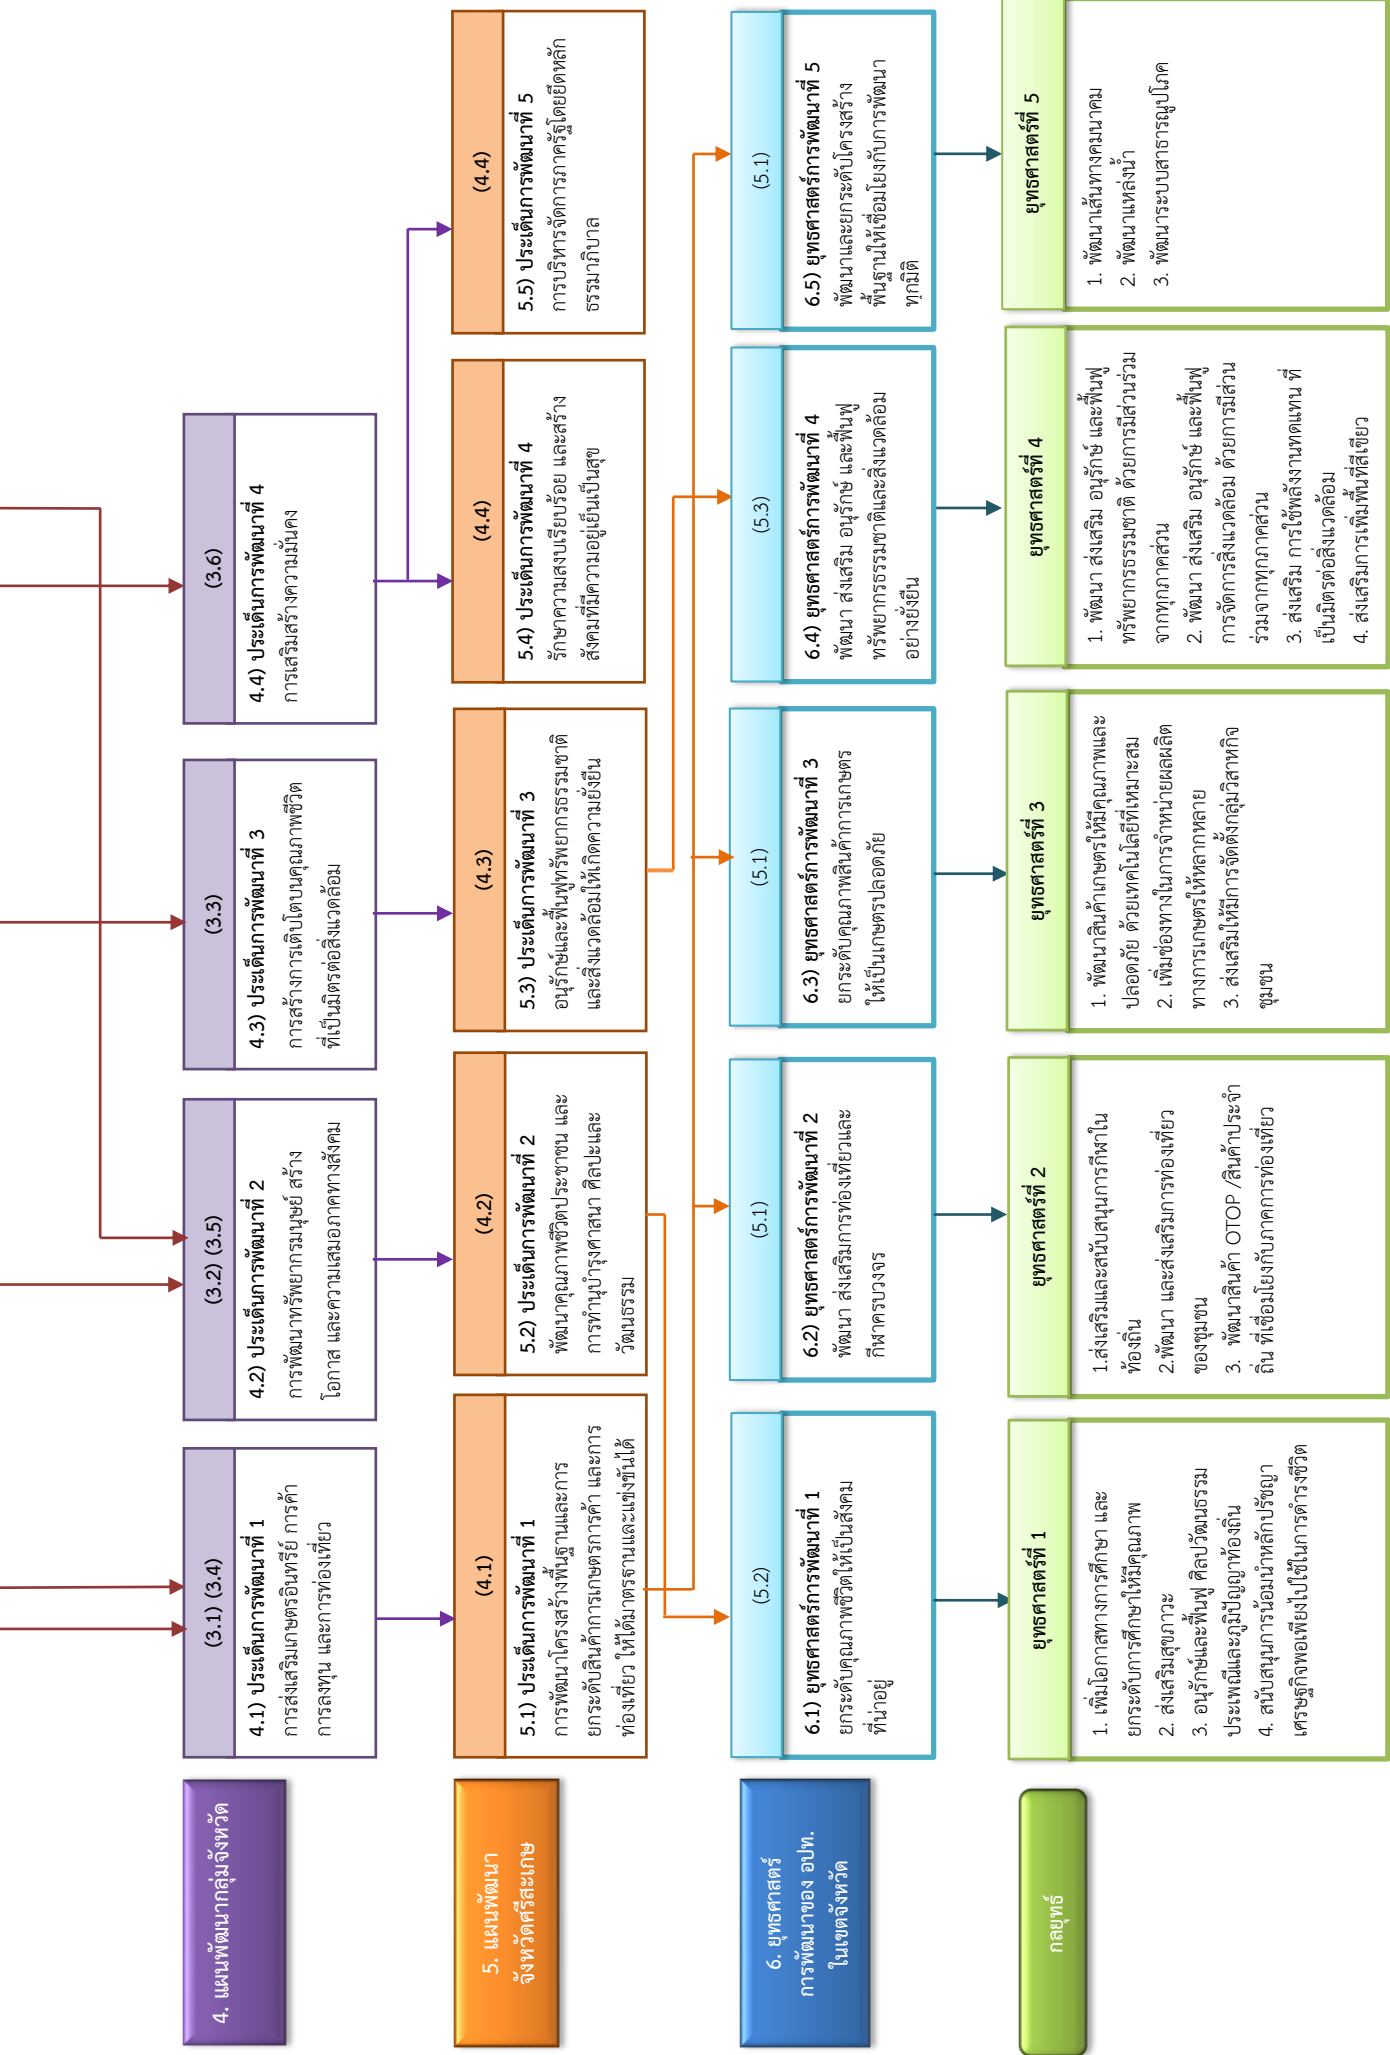 4. แผนพัฒนากลุ่มจังหวัด
(3.1) (3.4)
4.1) ประเด็นการพัฒนาที่ 1
การส่งเสริมเกษตรอินทรีย์ การค้า
การลงทุน และการท่องเที่ยว
(3.2) (3.5)
4.2) ประเด็นการพัฒนาที่ 2
การพัฒนาทรัพยากรมนุษย์ สร้าง
โอกาส และความเสมอภาคทางสังคม
(3.3)
4.3) ประเด็นการพัฒนาที่ 3
การสร้างการเติบโตบนคุณภาพชีวิต
ที่เป็นมิตรต่อสิ่งแวดล้อม
(3.6)
4.4) ประเด็นการพัฒนาที่ 4
การเสริมสร้างความมั่นคง
5. แผนพัฒนา
จังหวัดศรีสะเกษ
(4.1)
5.1) ประเด็นการพัฒนาที่ 1
การพัฒนาโครงสร้างพื้นฐานและการ
ยกระดับสินค้าการเกษตรการค้า และการ
ท่องเที่ยว ให้ได้มาตรฐานและแข่งขันได้
(4.2)
5.2) ประเด็นการพัฒนาที่ 2
พัฒนาคุณภาพชีวิตประชาชน และ
การทำนุบำรุงศาสนา ศิลปะและ
วัฒนธรรม
(4.3)
5.3) ประเด็นการพัฒนาที่ 3
อนุรักษ์และฟื้นฟูทรัพยากรธรรมชาติ
และสิ่งแวดล้อมให้เกิดความยั่งยืน
(4.4)
5.4) ประเด็นการพัฒนาที่ 4
รักษาความสงบเรียบร้อย และสร้าง
สังคมที่มีความอยู่เย็นเป็นสุข
(4.4)
5.5) ประเด็นการพัฒนาที่ 5
การบริหารจัดการภาครัฐโดยยึดหลัก
ธรรมาภิบาล
6. ยุทธศาสตร์
การพัฒนาของ อปท.
ในเขตจังหวัด
(5.2)
6.1) ยุทธศาสตร์การพัฒนาที่ 1
ยกระดับคุณภาพชีวิตให้เป็นสังคม
ที่น่าอยู่
(5.1)
6.2) ยุทธศาสตร์การพัฒนาที่ 2
พัฒนา ส่งเสริมการท่องเที่ยวและ
กีฬาครบวงจร
(5.1)
6.3) ยุทธศาสตร์การพัฒนาที่ 3
ยกระดับคุณภาพสินค้าการเกษตร
ให้เป็นเกษตรปลอดภัย
(5.3)
6.4) ยุทธศาสตร์การพัฒนาที่ 4
พัฒนา ส่งเสริม อนุรักษ์ และฟื้นฟู
ทรัพยากรธรรมชาติและสิ่งแวดล้อม
อย่างยั่งยืน
(5.1)
6.5) ยุทธศาสตร์การพัฒนาที่ 5
พัฒนาและยกระดับโครงสร้าง
พื้นฐานให้เชื่อมโยงกับการพัฒนา
ทุกมิติ
กลยุทธ์
ยุทธศาสตร์ที่ 1
1. เพิ่มโอกาสทางการศึกษา และ
ยกระดับการศึกษาให้มีคุณภาพ
2. ส่งเสริมสุขภาวะ
3. อนุรักษ์และฟื้นฟู ศิลปวัฒนธรรม
ประเพณีและภูมิปัญญาท้องถิ่น
4. สนับสนุนการน้อมนำหลักปรัชญา
เศรษฐกิจพอเพียงไปใช้ในการดำรงชีวิต
ยุทธศาสตร์ที่ 2
1.ส่งเสริมและสนับสนุนการกีฬาใน
ท้องถิ่น
2.พัฒนา และส่งเสริมการท่องเที่ยว
ของชุมชน
3. พัฒนาสินค้า OTOP /สินค้าประจำ
ถิ่น ที่เชื่อมโยงกับภาคการท่องเที่ยว
ยุทธศาสตร์ที่ 3
1. พัฒนาสินค้าเกษตรให้มีคุณภาพและ
ปลอดภัย ด้วยเทคโนโลยีที่เหมาะสม
2. เพิ่มช่องทางในการจำหน่ายผลผลิต
ทางการเกษตรให้หลากหลาย
3. ส่งเสริมให้มีการจัดตั้งกลุ่มวิสาหกิจ
ชุมชน
ยุทธศาสตร์ที่ 4
1. พัฒนา ส่งเสริม อนุรักษ์ และฟื้นฟู
ทรัพยากรธรรมชาติ ด้วยการมีส่วนร่วม
จากทุกภาคส่วน
2. พัฒนา ส่งเสริม อนุรักษ์ และฟื้นฟู
การจัดการสิ่งแวดล้อม ด้วยการมีส่วน
ร่วมจากทุกภาคส่วน
3. ส่งเสริม การใช้พลังงานทดแทน ที่
เป็นมิตรต่อสิ่งแวดล้อม
4. ส่งเสริมการเพิ่มพื้นที่สีเขียว
ยุทธศาสตร์ที่ 5
1. พัฒนาเส้นทางคมนาคม
2. พัฒนาแหล่งน้ำ
3. พัฒนาระบบสาธารณูปโภค